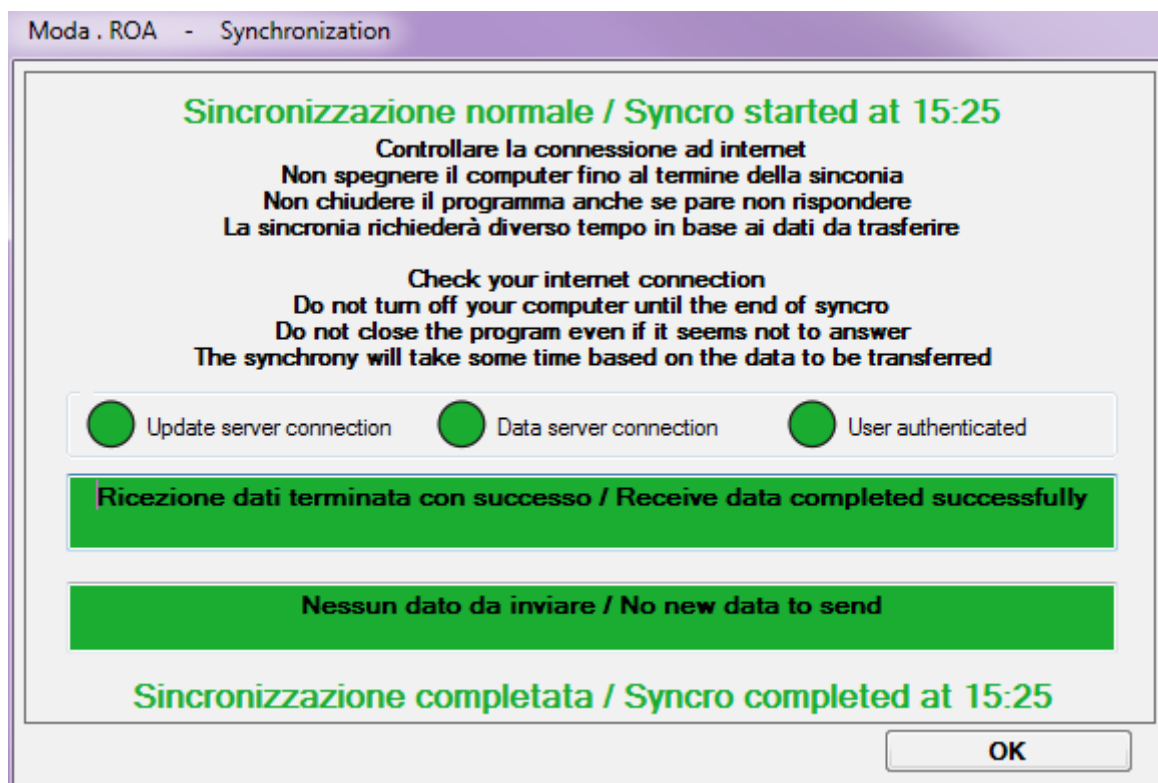 Moda . ROA - Synchronization
Sincronizzazione normale / Syncro started at 15:25
Controllare la connessione ad internet
Non spegnere il computer fino al termine della sinconia
Non chiudere il programma anche se pare non rispondere
La sincronia richiederà diverso tempo in base ai dati da trasferire
Check your internet connection
Do not turn off your computer until the end of syncro
Do not close the program even if it seems not to answer
The synchrony will take some time based on the data to be transferred
Update server connection Data server connection User authenticated
Ricezione dati terminata con successo / Receive data completed successfully
Nessun dato da inviare / No new data to send
Sincronizzazione completata / Syncro completed at 15:25
OK